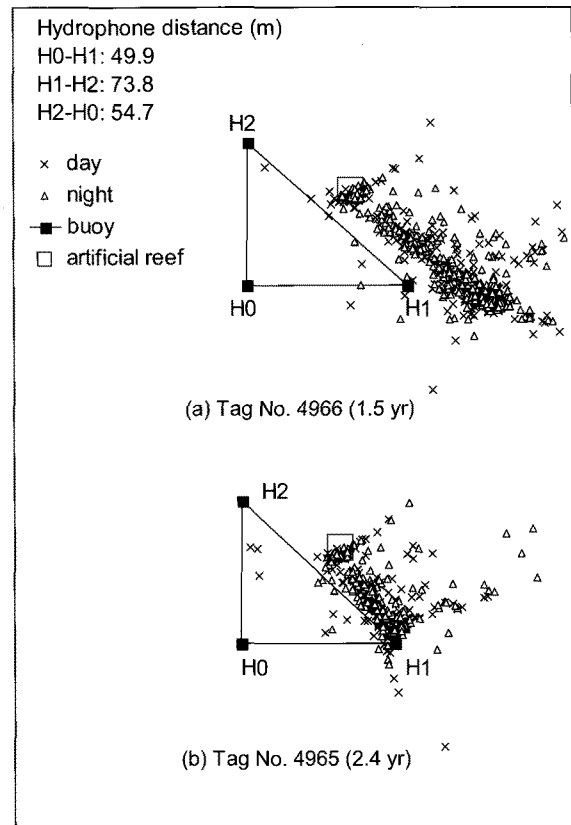 Hydrophone distance (m)
H0-H1: 49.9
H1-H2: 73.8
H2-H0: 54.7
day
night
buoy
artificial reef
H2
H0
H1
(a) Tag No. 4966 (1.5 yr)
H2
H0
H1
(b) Tag No. 4965 (2.4 yr)